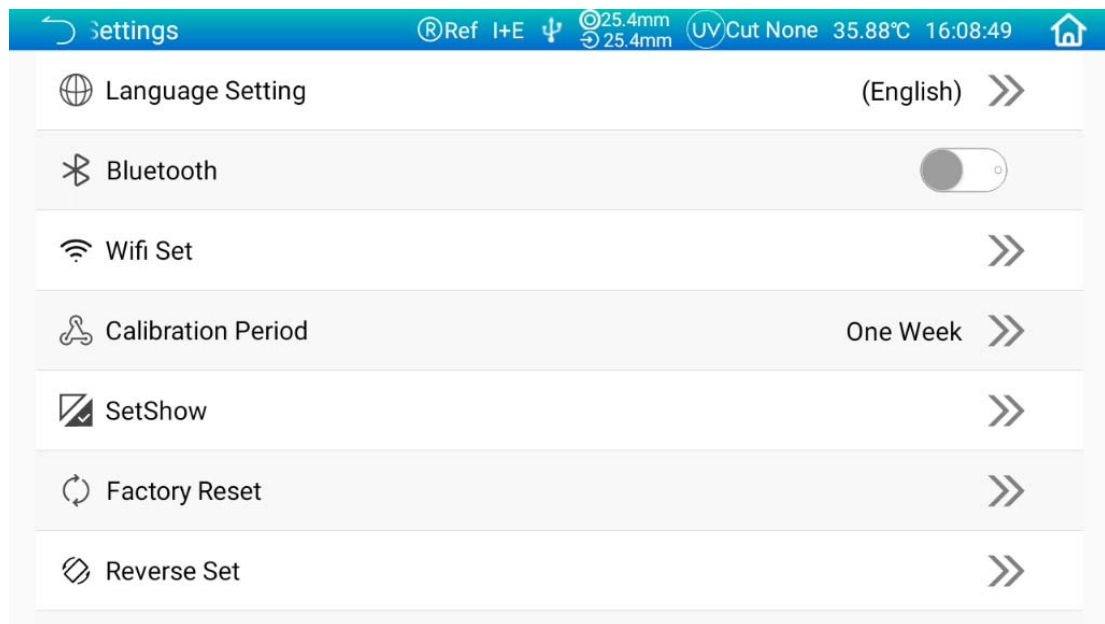 Settings ®Ref I+E 25.4mm 25.4mm UV Cut None 35.88℃ 16:08:49
Language Setting (English)
Bluetooth
Wifi Set
Calibration Period One Week
SetShow
Factory Reset
Reverse Set